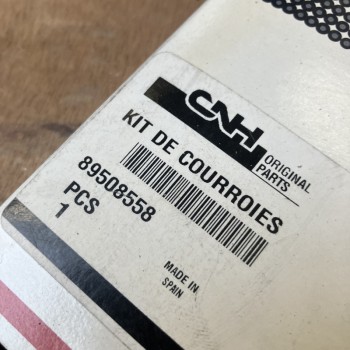 CNH
ORIGINAL
PARTS
KIT DE COURROIES
89508558
PCS
1
MADE IN
SPAIN